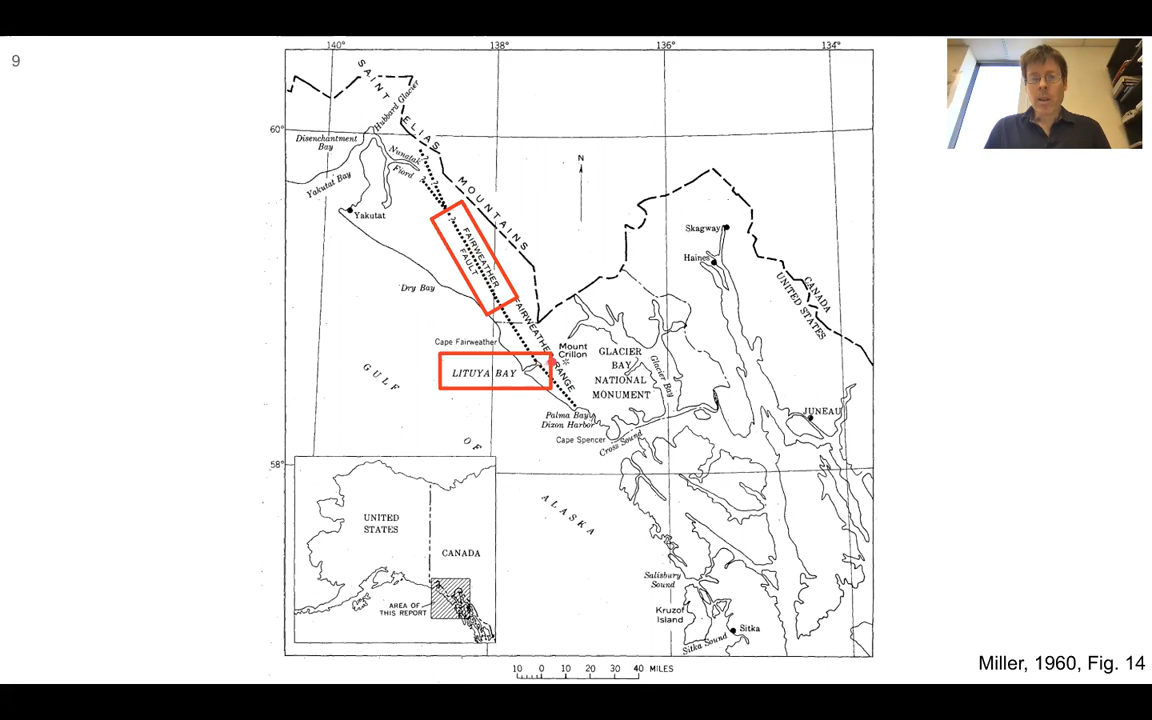 9
140°
138°
136°
134°
SAINT ELIAS MOUNTAINS
Hubbard Glacier
60°
Disenchantment
Bay
Nunatak
Fiord
N
Yakutat Bay
Yakutat
Skagway
Haines
FAIRWEATHER
FAULT
CANADA
UNITED STATES
Dry Bay
FAIRWEATHER RANGE
Cape Fairweather
Mount
Crillon
GLACIER
BAY
NATIONAL
MONUMENT
Glacier Bay
LITUYA BAY
GULF
OF
ALASKA
Palma Bay
Dixon Harbor
JUNEAU
Cape Spencer
Cross Sound
58°
UNITED
STATES
CANADA
AREA OF
THIS REPORT
Salisbury
Sound
Kruzof
Island
Sitka
Sitka Sound
10 0 10 20 30 40 MILES
Miller, 1960, Fig. 14